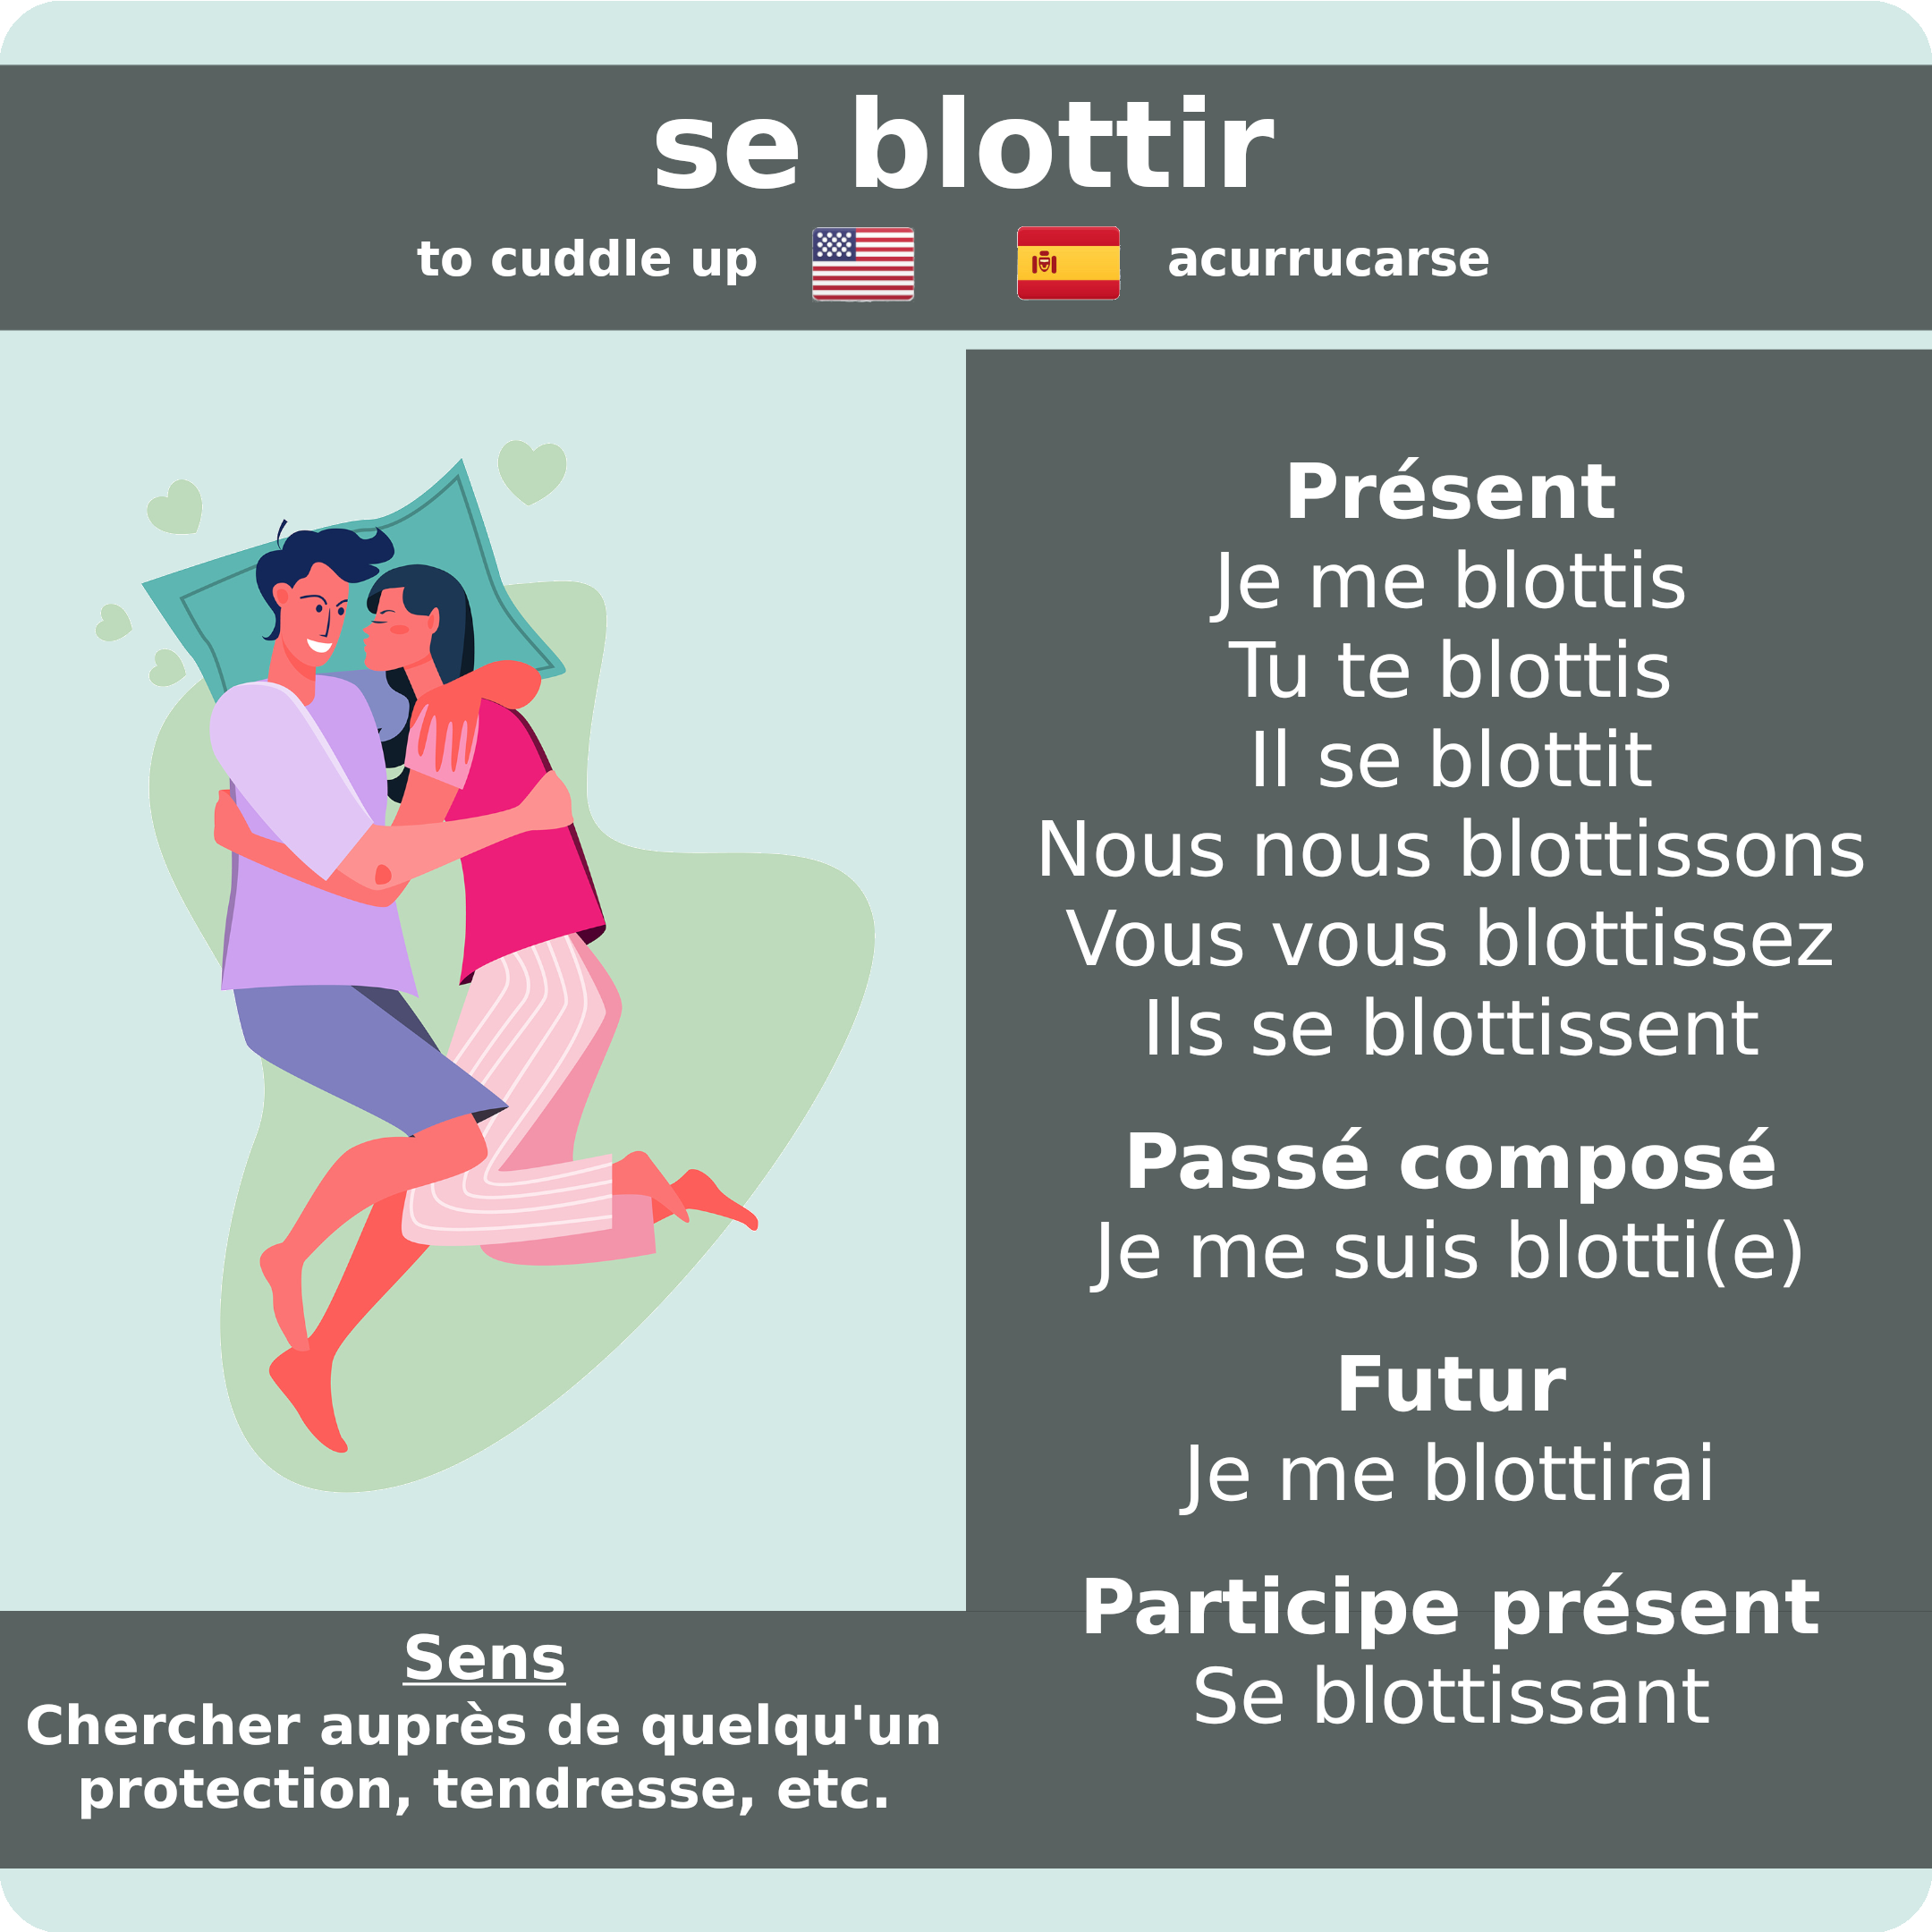 se blottir
to cuddle up
acurrucarse
Présent
Je me blottis
Tu te blottis
Il se blottit
Nous nous blottissons
Vous vous blottissez
Ils se blottissent
Passé composé
Je me suis blotti(e)
Futur
Je me blottirai
Participe présent
Se blottissant
Sens
Chercher auprès de quelqu'un
protection, tendresse, etc.